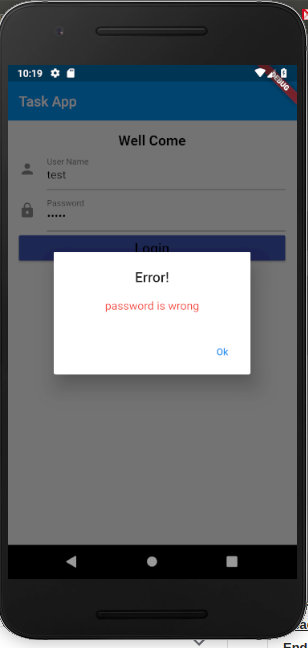 10:19
DEBUG
Task App
Well Come
User Name
test
Password
•••••
Login
Error!
password is wrong
Ok
End